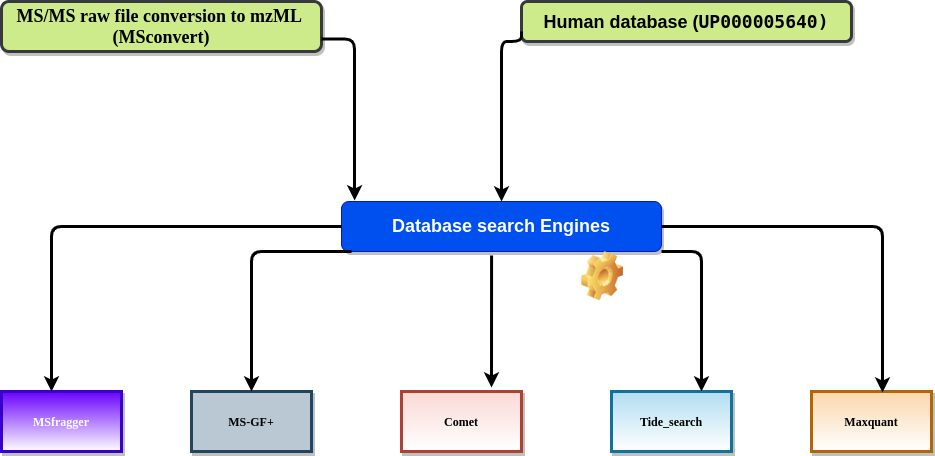 MS/MS raw file conversion to mzML
(MSconvert)
Human database (UP000005640)
Database search Engines
MSfragger
MS-GF+
Comet
Tide_search
Maxquant